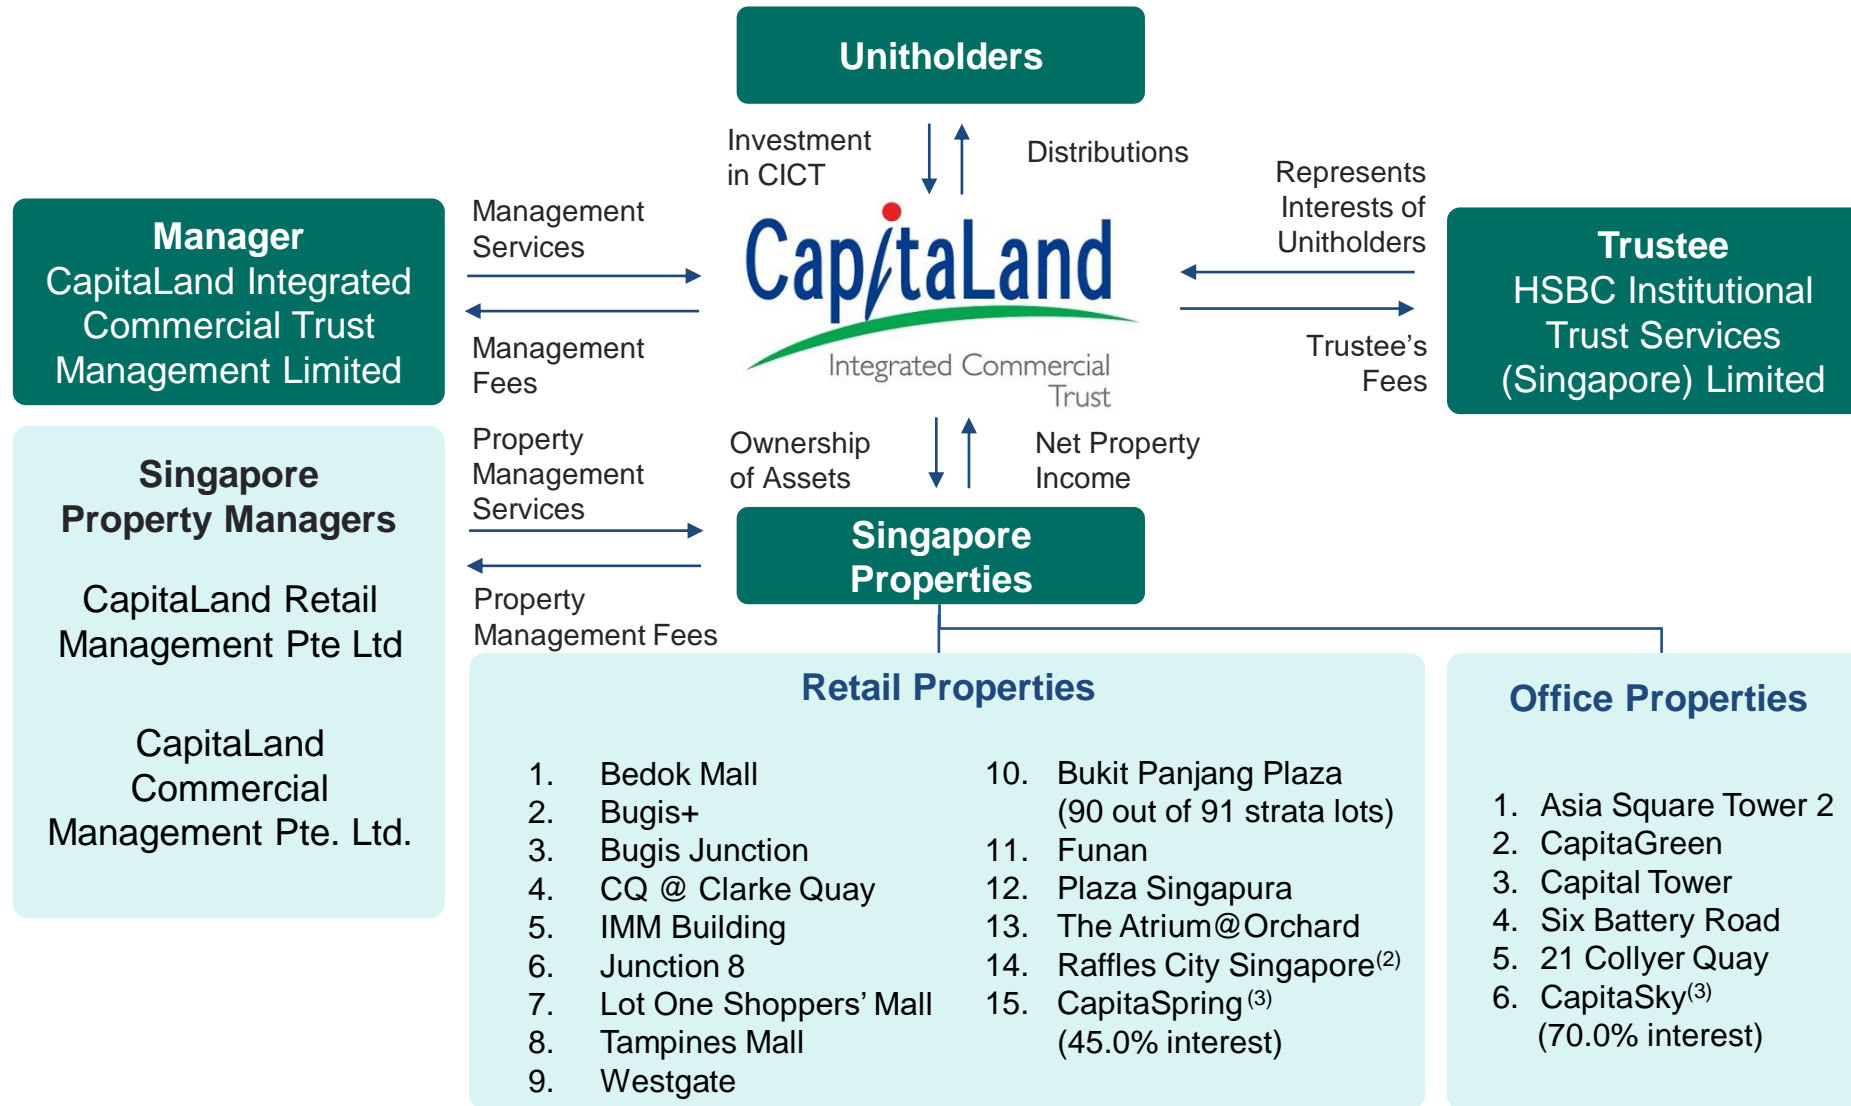 Unitholders
Investment
in CICT
Distributions
Manager
CapitaLand Integrated
Commercial Trust
Management Limited
Management
Services
Management
Fees
CapitaLand
Integrated Commercial
Trust
Represents
Interests of
Unitholders
Trustee's
Fees
Trustee
HSBC Institutional
Trust Services
(Singapore) Limited
Singapore
Property Managers
CapitaLand Retail
Management Pte Ltd
CapitaLand
Commercial
Management Pte. Ltd.
Property
Management
Services
Property
Management Fees
Ownership
of Assets
Net Property
Income
Singapore
Properties
Retail Properties
1. Bedok Mall
2. Bugis+
3. Bugis Junction
4. CQ @ Clarke Quay
5. IMM Building
6. Junction 8
7. Lot One Shoppers' Mall
8. Tampines Mall
9. Westgate
10. Bukit Panjang Plaza
(90 out of 91 strata lots)
11. Funan
12. Plaza Singapura
13. The Atrium@Orchard
14. Raffles City Singapore(2)
15. CapitaSpring (3)
(45.0% interest)
Office Properties
1. Asia Square Tower 2
2. CapitaGreen
3. Capital Tower
4. Six Battery Road
5. 21 Collyer Quay
6. CapitaSky(3)
(70.0% interest)